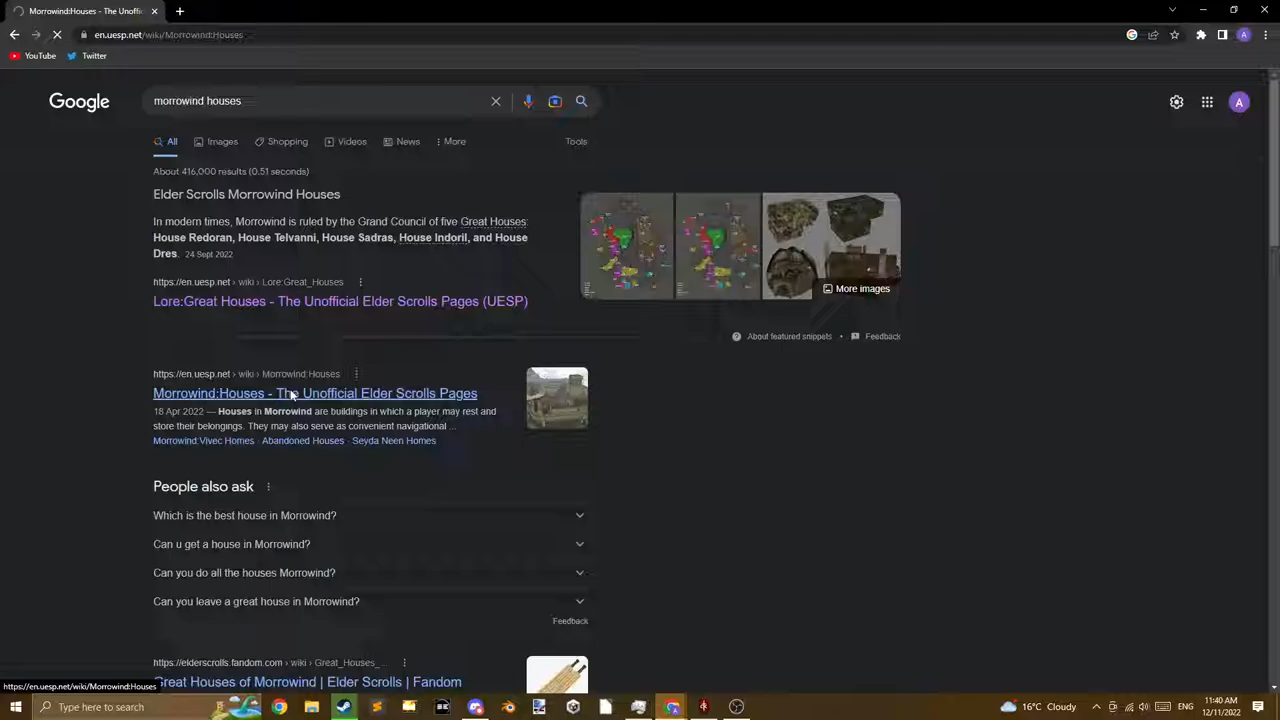 Morrowind:Houses - The Unoffi
en.uesp.net/wiki/Morrowind:Houses
A
YouTube
Twitter
Google
morrowind houses
A
All
Images
Shopping
Videos
News
More
Tools
About 416,000 results (0.51 seconds)
Elder Scrolls Morrowind Houses
In modern times, Morrowind is ruled by the Grand Council of five Great Houses:
House Redoran, House Telvanni, House Sadras, House Indoril, and House
Dres. 24 Sept 2022
More images
https://en.uesp.net › wiki › Lore:Great_Houses
Lore:Great Houses - The Unofficial Elder Scrolls Pages (UESP)
About featured snippets • Feedback
https://en.uesp.net › wiki › Morrowind:Houses
Morrowind:Houses - The Unofficial Elder Scrolls Pages
18 Apr 2022 — Houses in Morrowind are buildings in which a player may rest and
store their belongings. They may also serve as convenient navigational ...
Morrowind:Vivec Homes · Abandoned Houses · Seyda Neen Homes
People also ask
Which is the best house in Morrowind?
Can u get a house in Morrowind?
Can you do all the houses Morrowind?
Can you leave a great house in Morrowind?
Feedback
https://elderscrolls.fandom.com › wiki › Great_Houses_...
Great Houses of Morrowind | Elder Scrolls | Fandom
https://en.uesp.net/wiki/Morrowind:Houses
Type here to search
16°C Cloudy
ENG
11:40 AM
12/11/2022